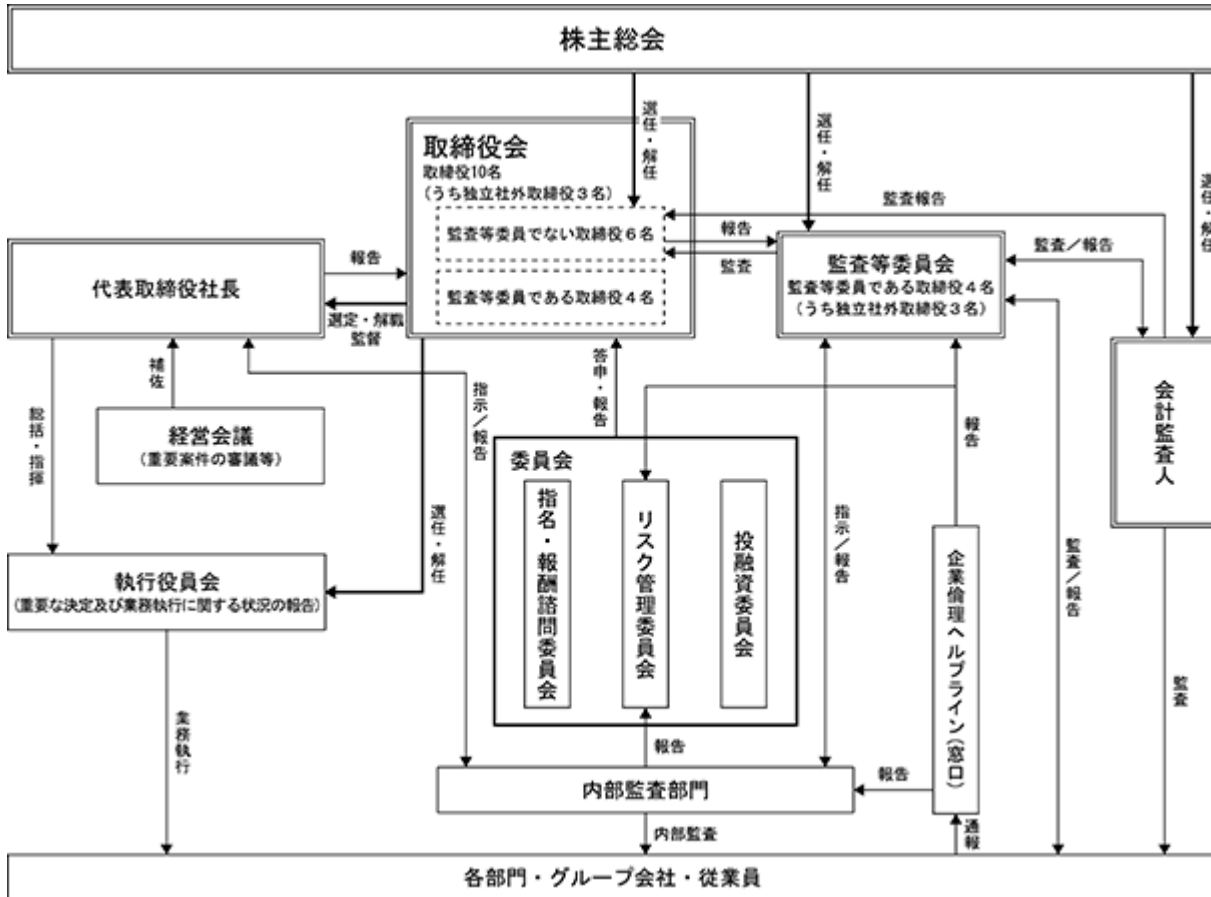 株主総会
選任・解任
選任・解任
選任・解任
取締役会
取締役10名
(うち独立社外取締役3名)
監査等委員でない取締役6名
監査等委員である取締役4名
監査報告
報告
監査
監査等委員会
監査等委員である取締役4名
(うち独立社外取締役3名)
監査/報告
代表取締役社長
報告
選定・解職
監督
補佐
経営会議
(重要案件の審議等)
総括・指揮
指示/報告
答申・報告
報告
会計監査人
選任・解任
委員会
指名・報酬諮問委員会
リスク管理委員会
投融資委員会
指示/報告
企業倫理ヘルプライン(窓口)
監査/報告
監査
執行役員会
(重要な決定及び業務執行に関する状況の報告)
業務執行
報告
内部監査部門
報告
内部監査
通報
各部門・グループ会社・従業員